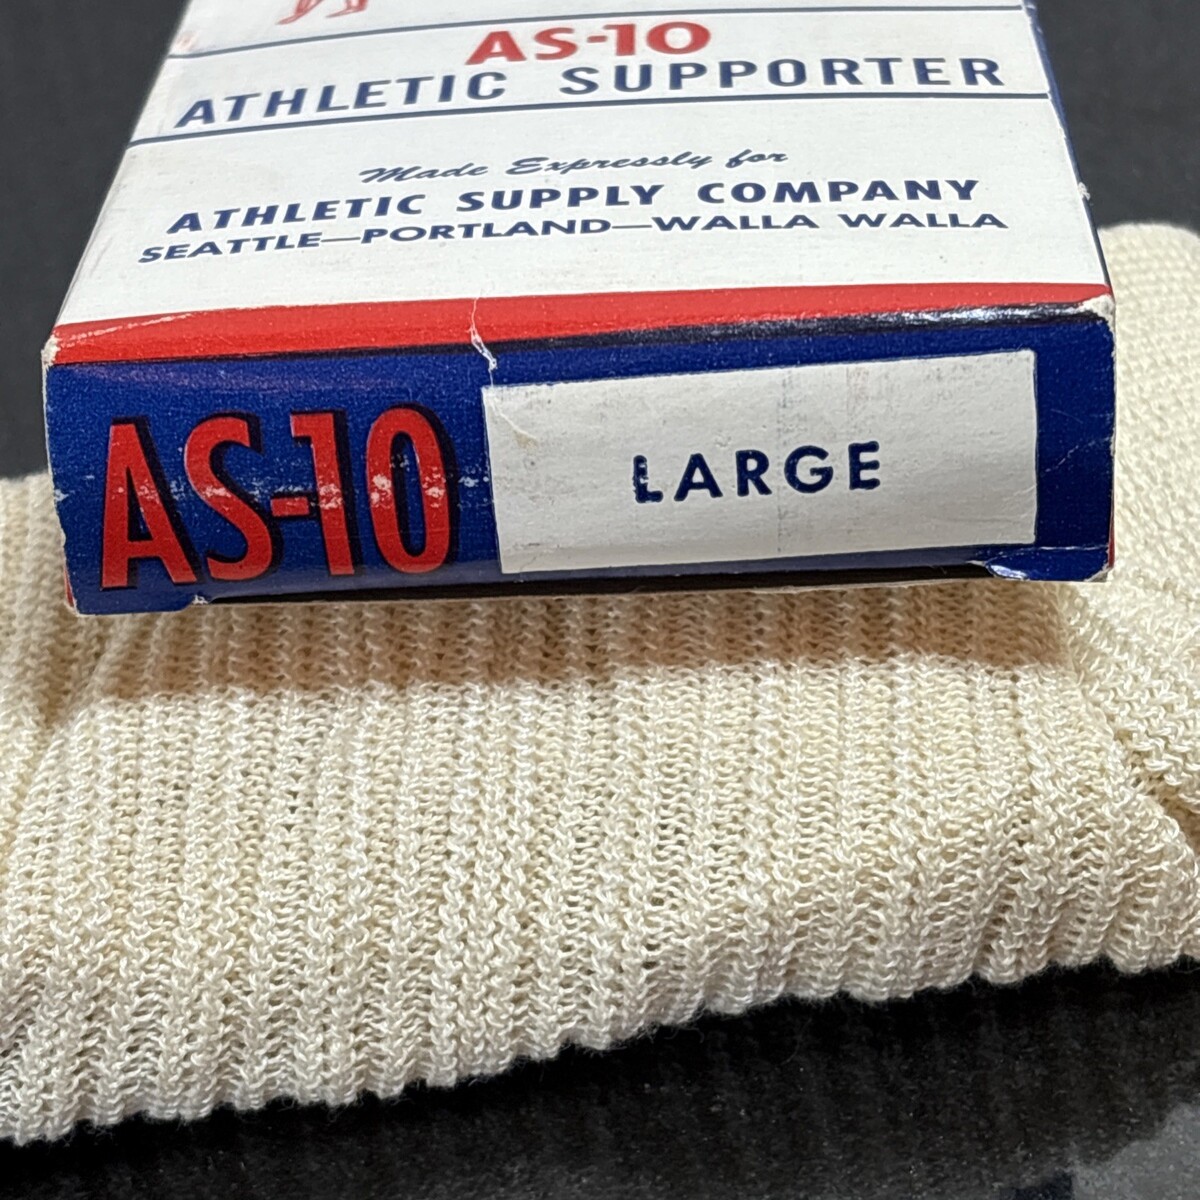 AS-10
ATHLETIC SUPPORTER
Made Expressly for
ATHLETIC SUPPLY COMPANY
SEATTLE—PORTLAND—WALLA WALLA
AS-10
LARGE